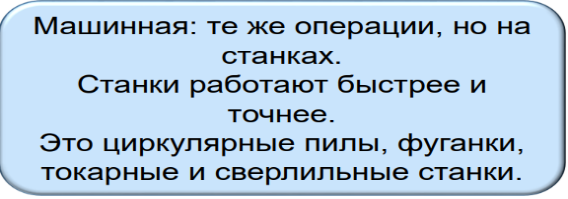 Машинная: те же операции, но на
станках.
Станки работают быстрее и
точнее.
Это циркулярные пилы, фуганки,
токарные и сверлильные станки.